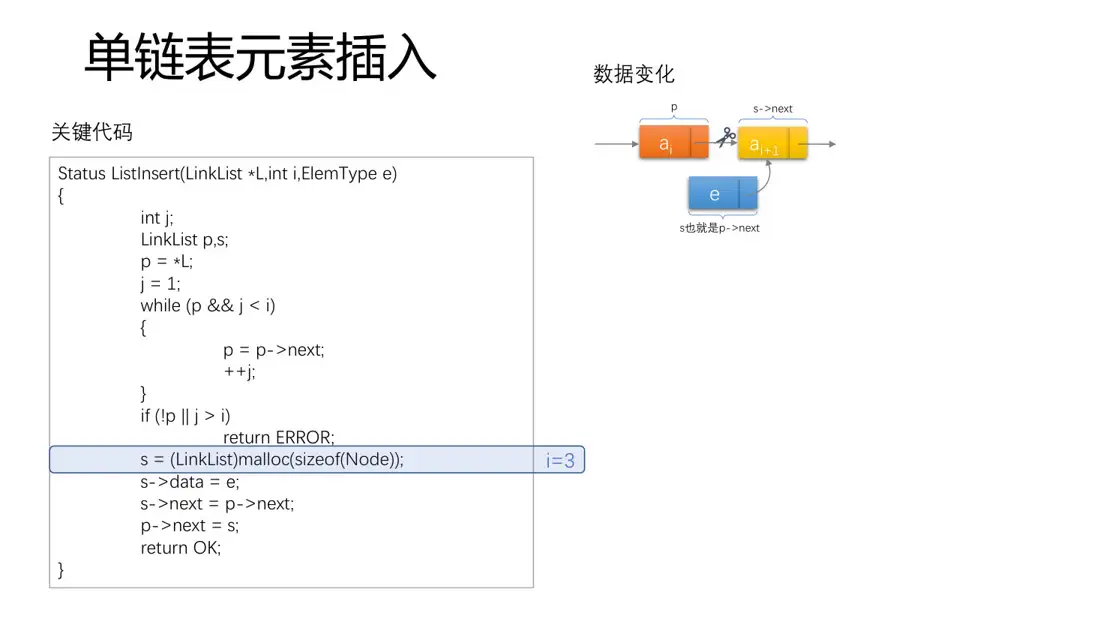 单链表元素插入
关键代码
Status ListInsert(LinkList *L,int i,ElemType e)
{
int j;
LinkList p,s;
p = *L;
j = 1;
while (p && j < i)
{
p = p->next;
++j;
}
if (!p || j > i)
return ERROR;
s = (LinkList)malloc(sizeof(Node));
i=3
s->data = e;
s->next = p->next;
p->next = s;
return OK;
}
数据变化
p
s->next
ai
ai+1
e
s也就是p->next